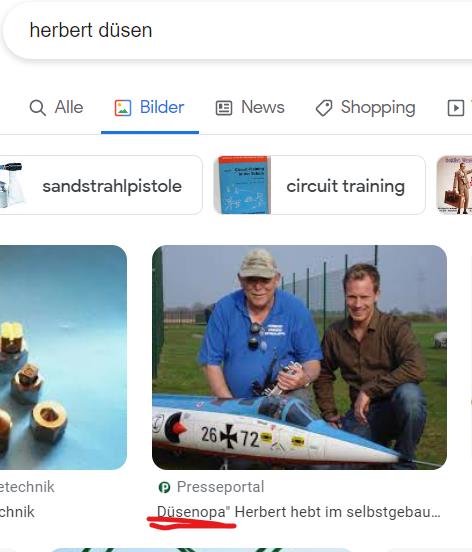 herbert düsen
Alle Bilder News Shopping
sandstrahlpistole circuit training
26 72
etechnik Presseportal
chnik Düsenopa" Herbert hebt im selbstgebau...